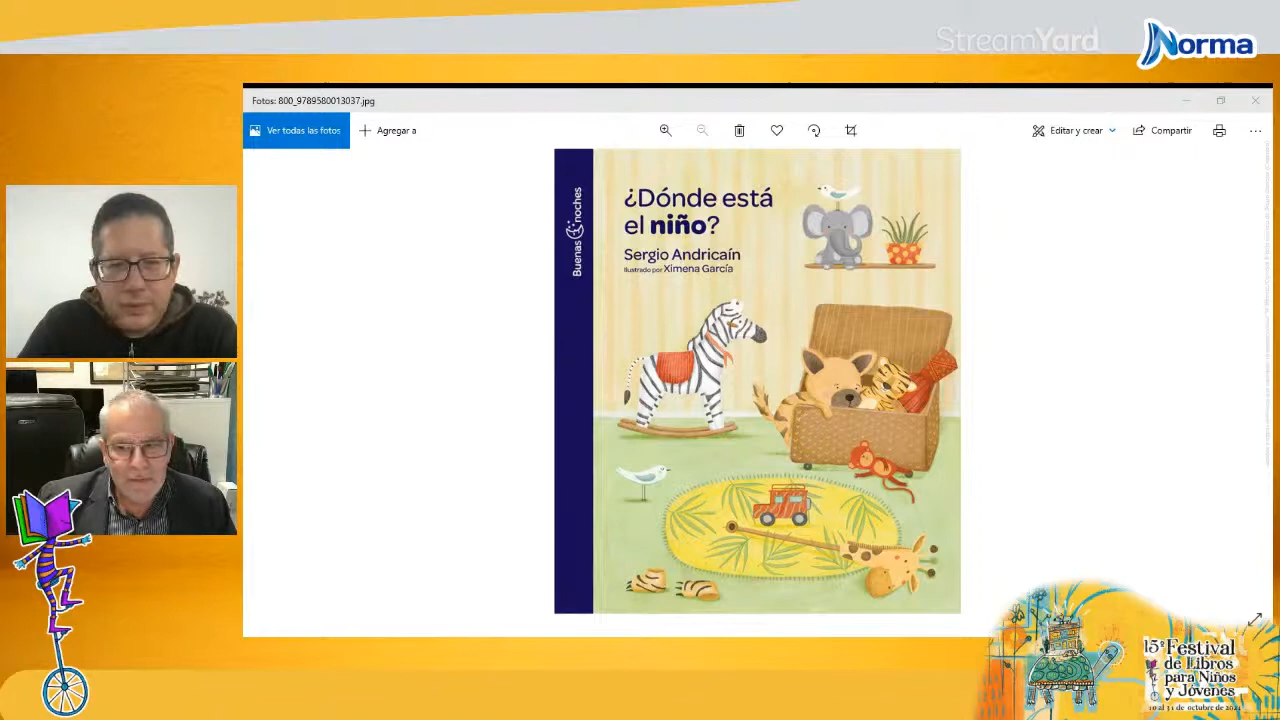 StreamYard
Norma
Fotos: 800_9789580013037.jpg
Ver todas las fotos
Agregar a
Editar y crear
Compartir
Buenas noches
¿Dónde está
el niño?
Sergio Andricaín
Ilustrado por Ximena García
15º Festival
de Libros
para Niños
y Jóvenes